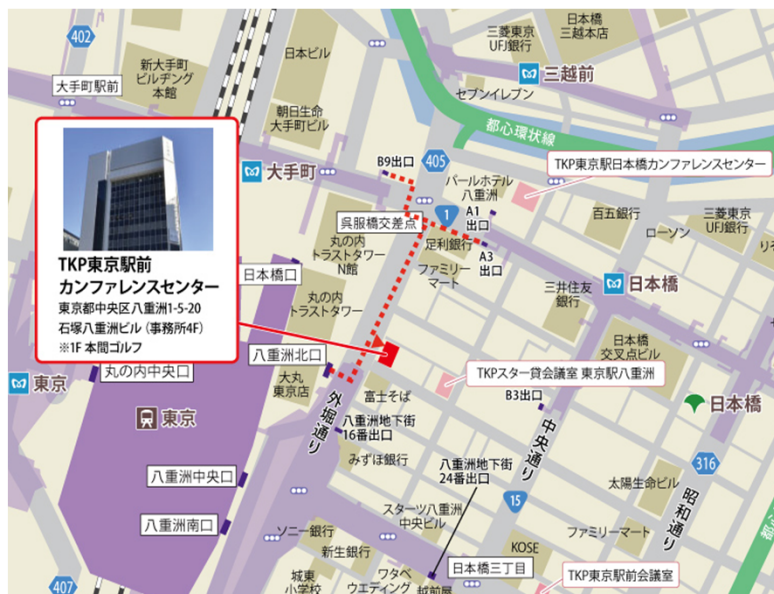 402
新大手町
ビルヂング
本館
大手町駅前
日本ビル
朝日生命
大手町ビル
三菱東京
UFJ銀行
日本橋
三越本店
三越前
セブンイレブン
都心環状線
大手町
B9出口
405
パールホテル
八重洲
TKP東京駅日本橋カンファレンスセンター
呉服橋交差点
1
A1
出口
足利銀行
A3
出口
ファミリー
マート
百五銀行
ローソン
三菱東京
UFJ銀行
りそ
丸の内
トラストタワー
N館
日本橋口
丸の内
トラストタワー
三井住友
銀行
日本橋
日本橋
交叉点ビル
TKP東京駅前
カンファレンスセンター
東京都中央区八重洲1-5-20
石塚八重洲ビル（事務所4F）
※1F 本間ゴルフ
八重洲北口
丸の内中央口
東京
東京
大丸
東京店
外堀通り
富士そば
TKPスター貸会議室 東京駅八重洲
B3出口
中央通り
日本橋
八重洲地下街
16番出口
みずほ銀行
八重洲地下街
24番出口
316
昭和通り
八重洲中央口
八重洲南口
太陽生命ビル
スターツ八重洲
中央ビル
15
ソニー銀行
新生銀行
KOSE
ファミリーマート
日本橋三丁目
TKP東京駅前会議室
407
城東
小学校
ワタベ
ウエディング
越前屋
都心